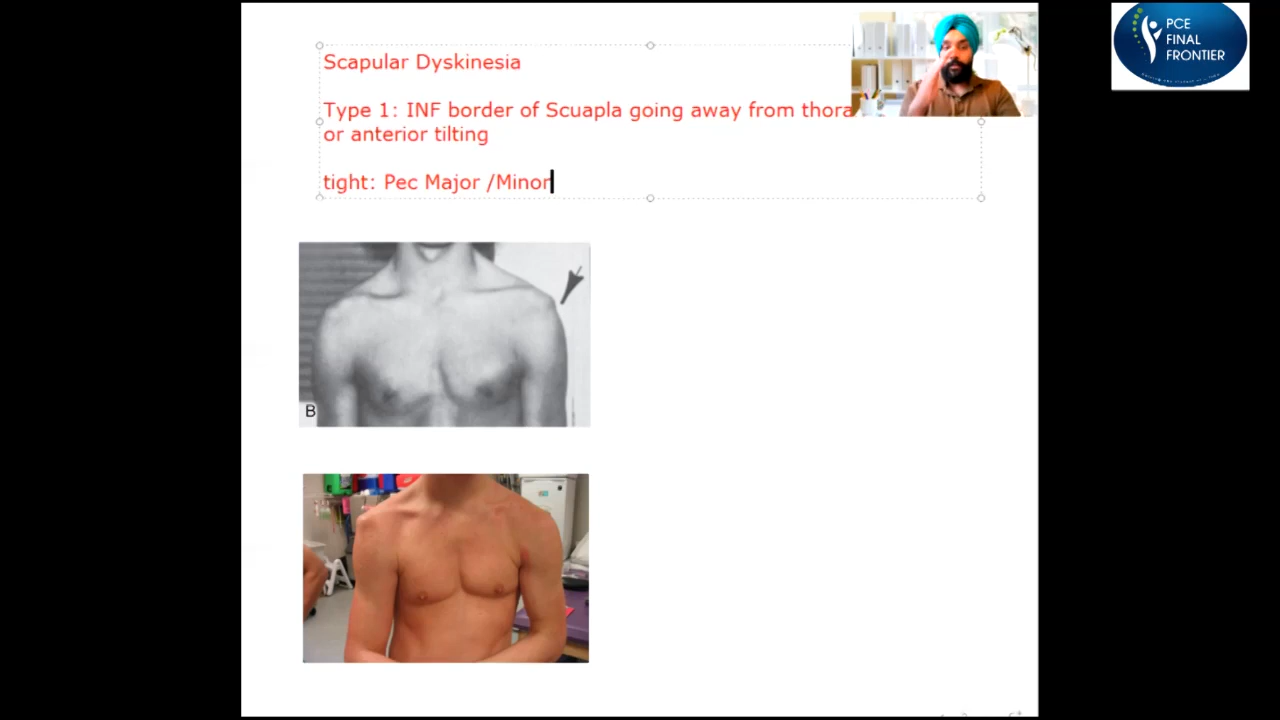 Scapular Dyskinesia
Type 1: INF border of Scuapla going away from thora
or anterior tilting
tight: Pec Major /Minor
B
PCE
FINAL
FRONTIER